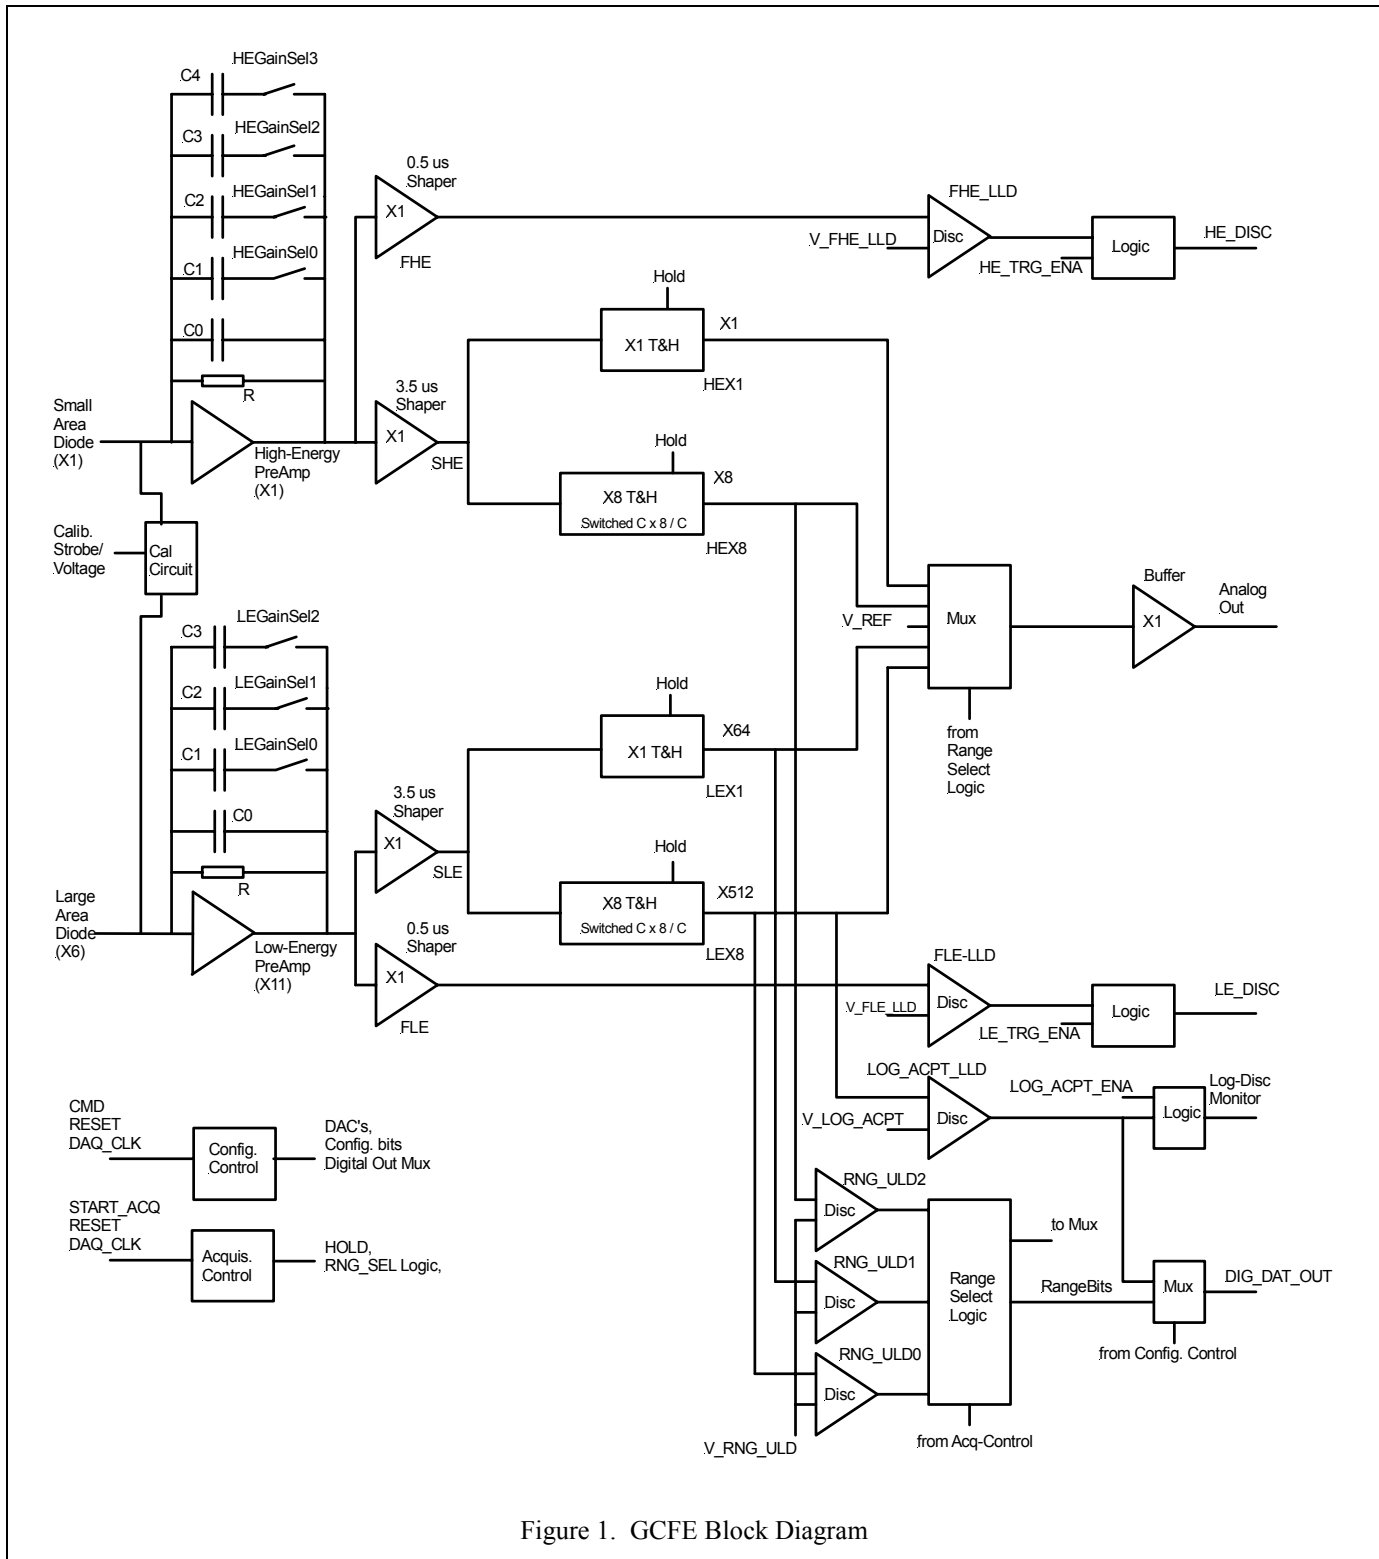 HEGainSel3
C4
HEGainSel2
C3
HEGainSel1
C2
HEGainSel0
C1
C0
R
Small
Area
Diode
(X1)
High-Energy
PreAmp
(X1)
0.5 us
Shaper
X1
FHE
3.5 us
Shaper
X1
SHE
Hold
X1
X1 T&H
HEX1
Hold
X8
X8 T&H
Switched C x 8 / C
HEX8
FHE_LLD
V_FHE_LLD
Disc
HE_TRG_ENA
Logic
HE_DISC
Calib.
Strobe/
Voltage
Cal
Circuit
V_REF
Mux
from
Range
Select
Logic
Buffer
X1
Analog
Out
LEGainSel2
C3
LEGainSel1
C2
LEGainSel0
C1
C0
R
Large
Area
Diode
(X6)
Low-Energy
PreAmp
(X11)
3.5 us
Shaper
X1
SLE
0.5 us
Shaper
X1
FLE
Hold
X64
X1 T&H
LEX1
Hold
X512
X8 T&H
Switched C x 8 / C
LEX8
FLE-LLD
V_FLE_LLD
Disc
LE_TRG_ENA
Logic
LE_DISC
LOG_ACPT_LLD
V_LOG_ACPT
Disc
LOG_ACPT_ENA
Logic
Log-Disc
Monitor
CMD
RESET
DAQ_CLK
Config.
Control
DAC's,
Config. bits
Digital Out Mux
START_ACQ
RESET
DAQ_CLK
Acquis.
Control
HOLD,
RNG_SEL Logic,
RNG_ULD2
Disc
RNG_ULD1
Disc
RNG_ULD0
Disc
V_RNG_ULD
Range
Select
Logic
from Acq-Control
to Mux
RangeBits
Mux
DIG_DAT_OUT
from Config. Control
Figure 1. GCFE Block Diagram